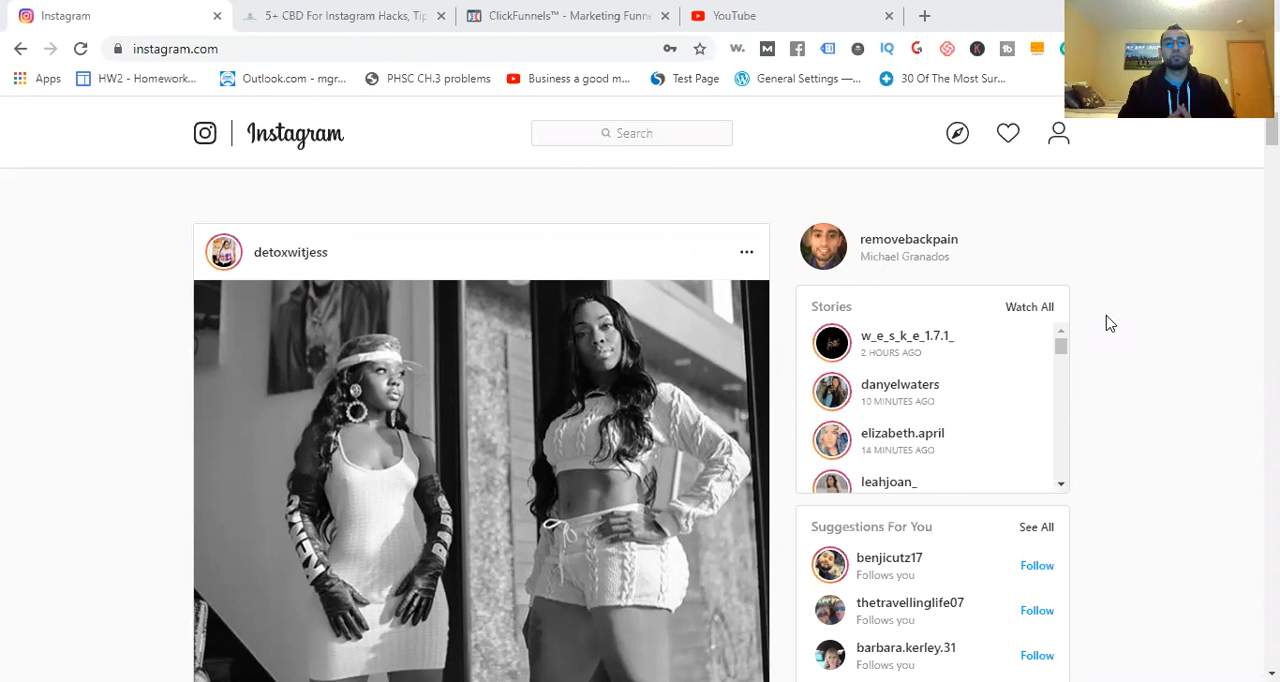 Instagram
5+ CBD For Instagram Hacks, Tip
ClickFunnels™ - Marketing Funne
YouTube
instagram.com
Apps
HW2 - Homework...
Outlook.com - mgr...
PHSC CH.3 problems
Business a good m...
Test Page
General Settings —...
30 Of The Most Sur...
Instagram
Search
detoxwitjess
removebackpain
Michael Granados
Stories
Watch All
w_e_s_k_e_1.7.1_
2 HOURS AGO
danyelwaters
10 MINUTES AGO
elizabeth.april
14 MINUTES AGO
leahjoan_
Suggestions For You
See All
benjicutz17
Follows you
Follow
thetravellinglife07
Follows you
Follow
barbara.kerley.31
Follows you
Follow